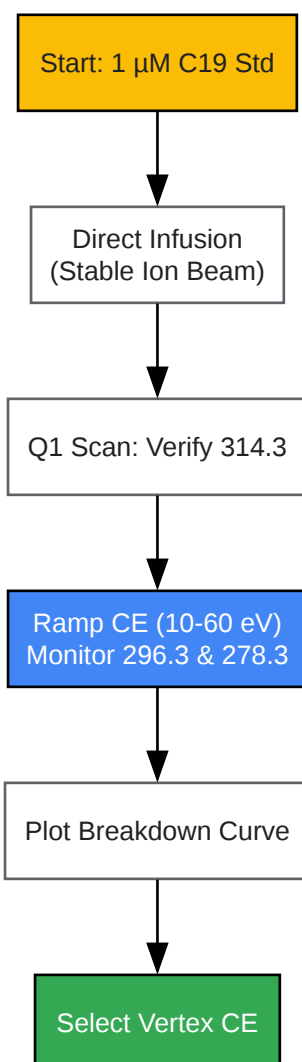 Start: 1 µM C19 Std
Direct Infusion
(Stable Ion Beam)
Q1 Scan: Verify 314.3
Ramp CE (10-60 eV)
Monitor 296.3 & 278.3
Plot Breakdown Curve
Select Vertex CE